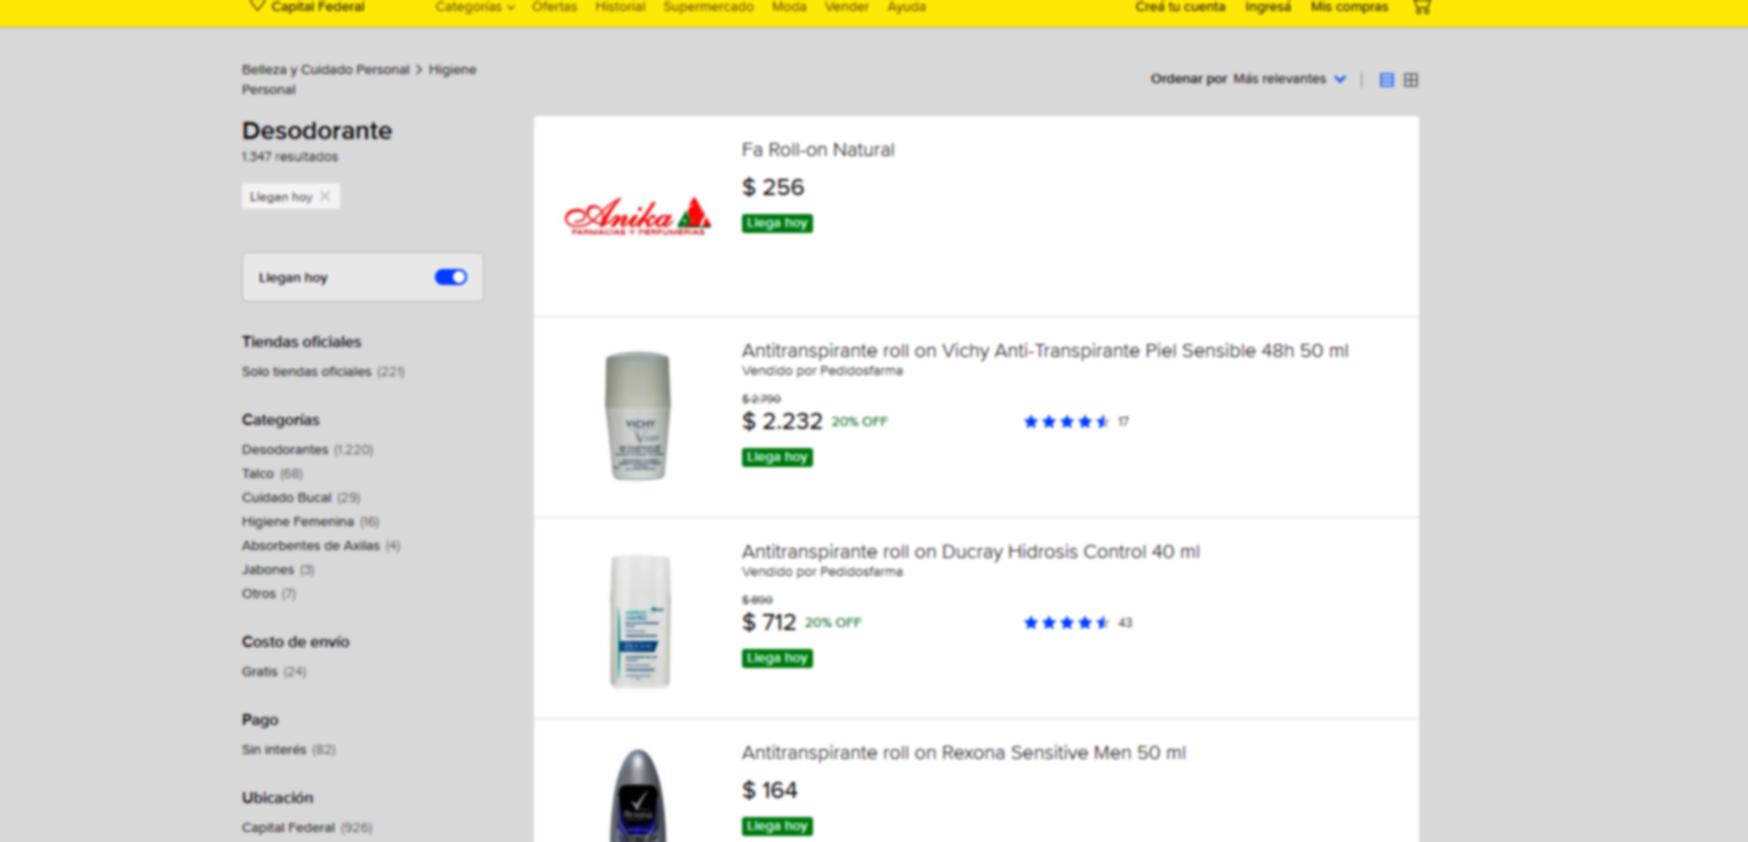 Capital Federal
Categorías Ofertas Historial Supermercado Moda Vender Ayuda
Creá tu cuenta Ingresá Mis compras
Belleza y Cuidado Personal > Higiene
Personal
Ordenar por Más relevantes
Desodorante
1.347 resultados
Llegan hoy
Llegan hoy
Tiendas oficiales
Solo tiendas oficiales (221)
Categorías
Desodorantes (1.220)
Talco (68)
Cuidado Bucal (29)
Higiene Femenina (16)
Absorbentes de Axilas (4)
Jabones (3)
Otros (7)
Costo de envío
Gratis (24)
Pago
Sin interés (82)
Ubicación
Capital Federal (926)
Anika
FARMACIAS Y PERFUMERIAS
Fa Roll-on Natural
$ 256
Llega hoy
VICHY
Antitranspirante roll on Vichy Anti-Transpirante Piel Sensible 48h 50 ml
Vendido por Pedidosfarma
$ 2.790
$ 2.232 20% OFF
17
Llega hoy
Antitranspirante roll on Ducray Hidrosis Control 40 ml
Vendido por Pedidosfarma
$ 890
$ 712 20% OFF
43
Llega hoy
Rexona
Antitranspirante roll on Rexona Sensitive Men 50 ml
$ 164
Llega hoy